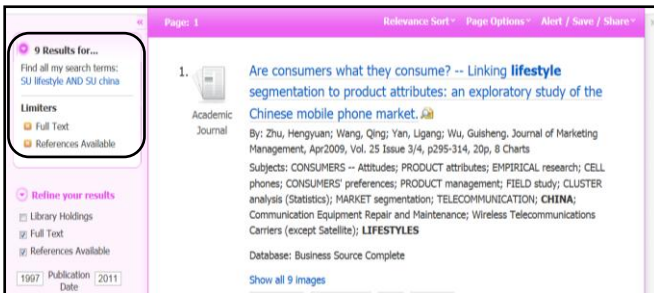 «
Page: 1
Relevance Sort Page Options Alert / Save / Share
»
9 Results for...
Find all my search terms:
SU lifestyle AND SU china
Limiters
Full Text
References Available
Refine your results
Library Holdings
Full Text
References Available
1997 Publication Date 2011
1.
Academic
Journal
Are consumers what they consume? -- Linking lifestyle
segmentation to product attributes: an exploratory study of the
Chinese mobile phone market.
By: Zhu, Hengyuan; Wang, Qing; Yan, Ligang; Wu, Guisheng. Journal of Marketing
Management, Apr2009, Vol. 25 Issue 3/4, p295-314, 20p, 8 Charts
Subjects: CONSUMERS -- Attitudes; PRODUCT attributes; EMPIRICAL research; CELL
phones; CONSUMERS' preferences; PRODUCT management; FIELD study; CLUSTER
analysis (Statistics); MARKET segmentation; TELECOMMUNICATION; CHINA;
Communication Equipment Repair and Maintenance; Wireless Telecommunications
Carriers (except Satellite); LIFESTYLES
Database: Business Source Complete
Show all 9 images